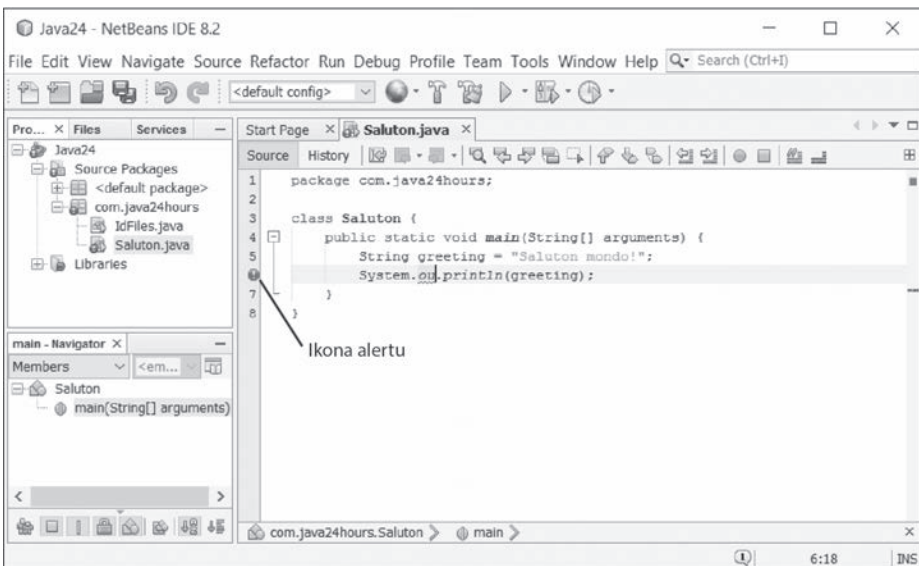 Java24 - NetBeans IDE 8.2
File Edit View Navigate Source Refactor Run Debug Profile Team Tools Window Help Search (Ctrl+I)
<default config>
Pro... Files Services
Start Page Saluton.java
Java24
Source Packages
<default package>
com.java24hours
IdFiles.java
Saluton.java
Libraries
Source History
1 package com.java24hours;
2
3 class Saluton {
4 public static void main(String[] arguments) {
5 String greeting = "Saluton mondo!";
System.ou.println(greeting);
7 }
8 }
Ikona alertu
main - Navigator
Members <em...
Saluton
main(String[] arguments)
com.java24hours.Saluton main
1 6:18 INS